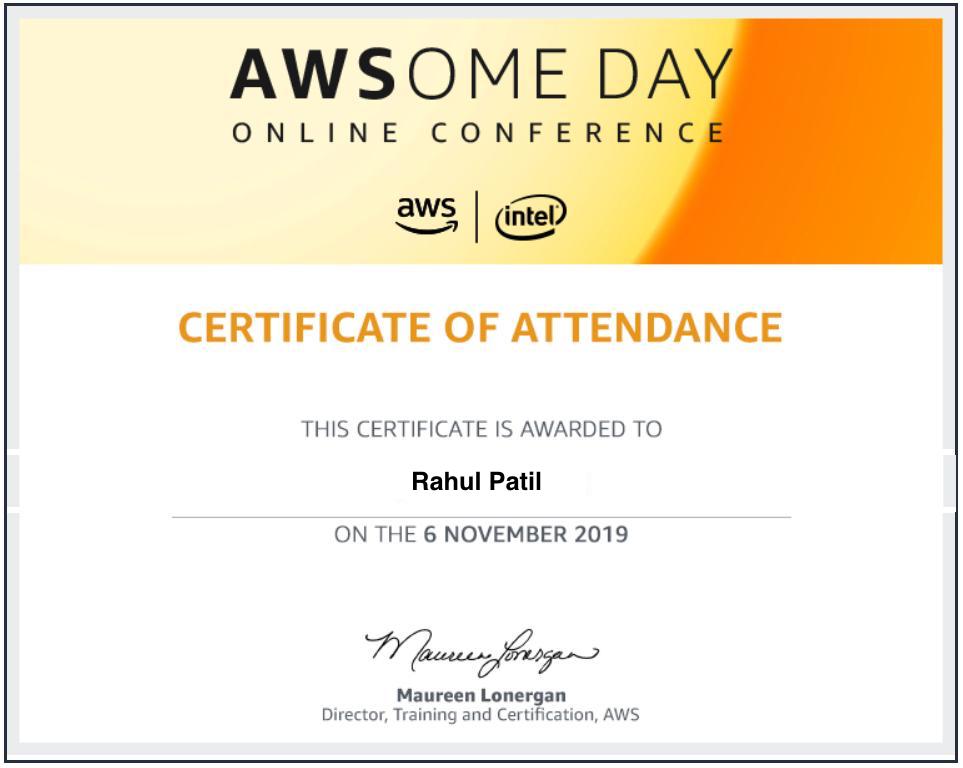 AWSOME DAY
ONLINE CONFERENCE
aws | intel
CERTIFICATE OF ATTENDANCE
THIS CERTIFICATE IS AWARDED TO
Rahul Patil
ON THE 6 NOVEMBER 2019
Maureen Lonergan
Maureen Lonergan
Director, Training and Certification, AWS